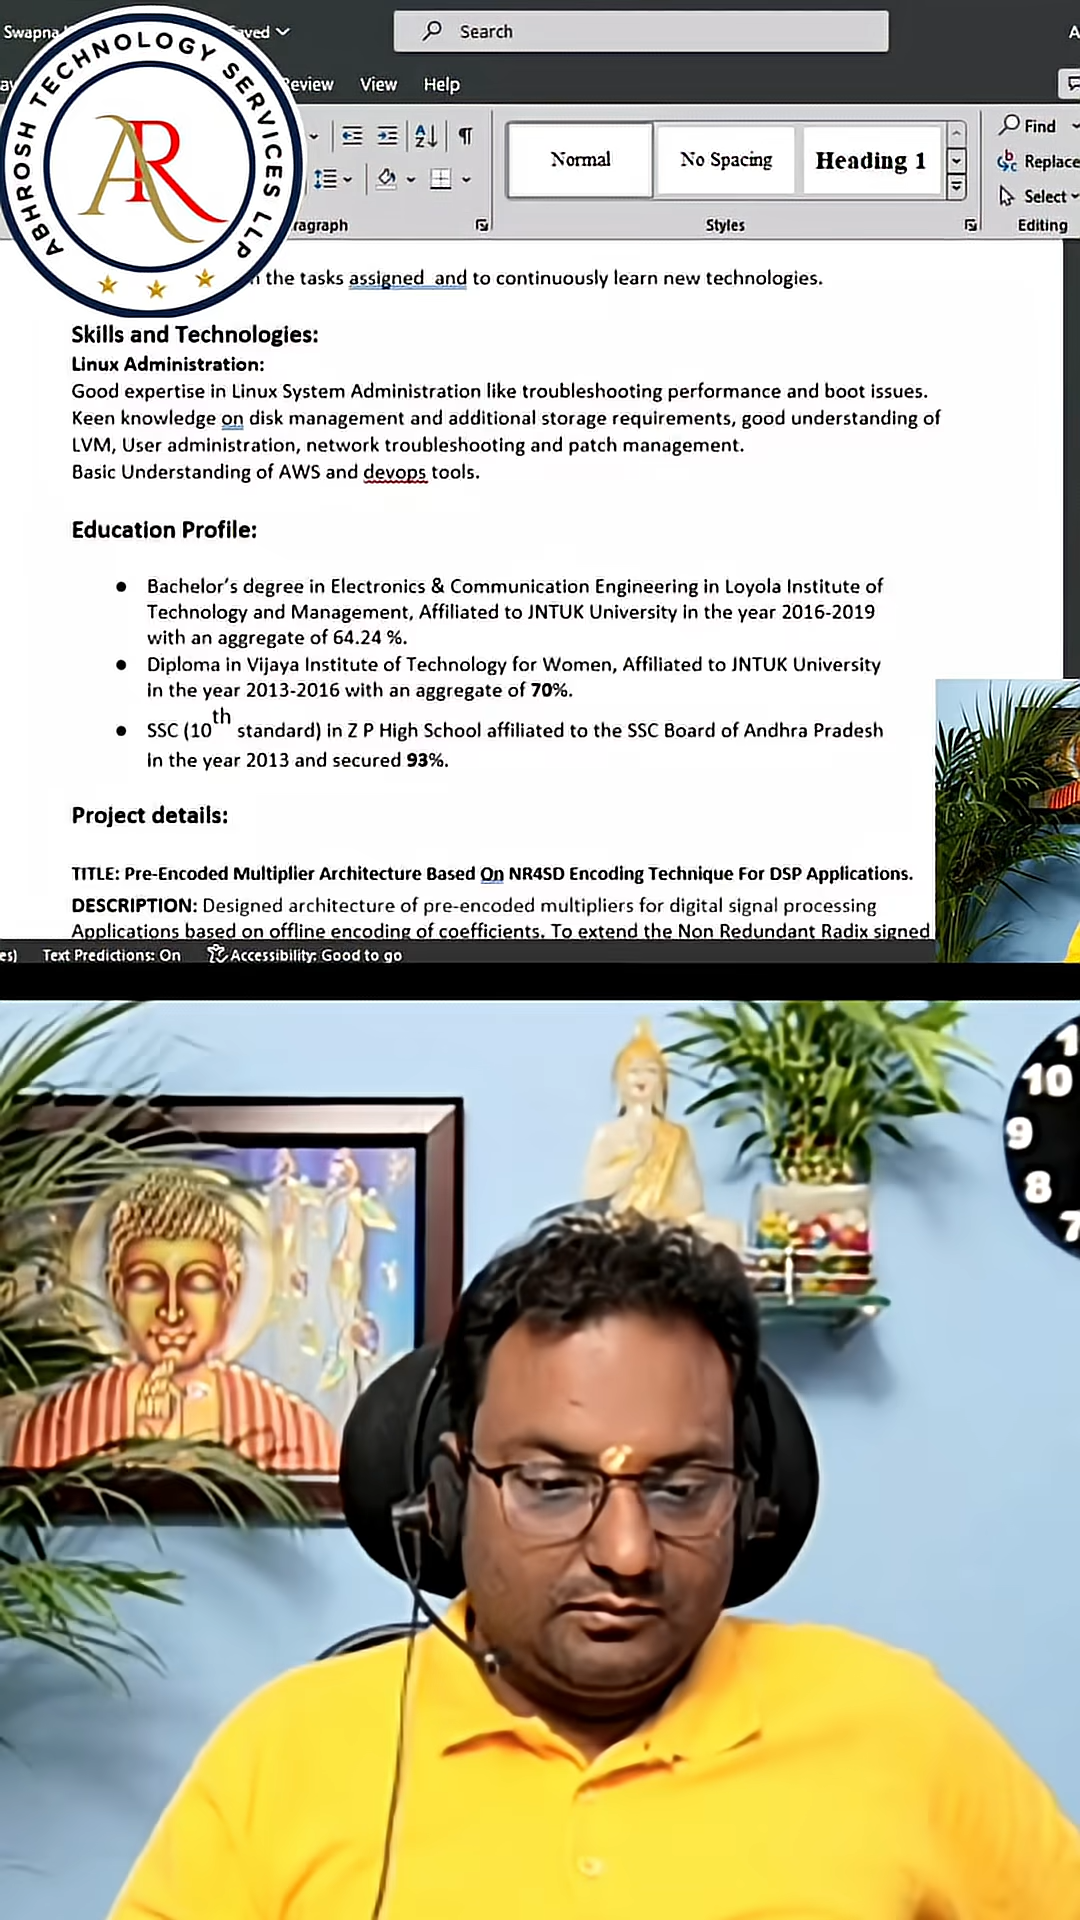 Swapna
Search
ABHROSH TECHNOLOGY SERVICES LLP
AR
View
Help
Normal
No Spacing
Heading 1
Find
Replace
Select
Styles
Editing
the tasks assigned and to continuously learn new technologies.
Skills and Technologies:
Linux Administration:
Good expertise in Linux System Administration like troubleshooting performance and boot issues.
Keen knowledge on disk management and additional storage requirements, good understanding of
LVM, User administration, network troubleshooting and patch management.
Basic Understanding of AWS and devops tools.
Education Profile:
● Bachelor's degree in Electronics & Communication Engineering in Loyola Institute of
Technology and Management, Affiliated to JNTUK University in the year 2016-2019
with an aggregate of 64.24 %.
● Diploma in Vijaya Institute of Technology for Women, Affiliated to JNTUK University
in the year 2013-2016 with an aggregate of 70%.
● SSC (10th standard) in Z P High School affiliated to the SSC Board of Andhra Pradesh
in the year 2013 and secured 93%.
Project details:
TITLE: Pre-Encoded Multiplier Architecture Based On NR4SD Encoding Technique For DSP Applications.
DESCRIPTION: Designed architecture of pre-encoded multipliers for digital signal processing
Applications based on offline encoding of coefficients. To extend the Non Redundant Radix signed
Text Predictions: On
Accessibility: Good to go
10
9
8
7